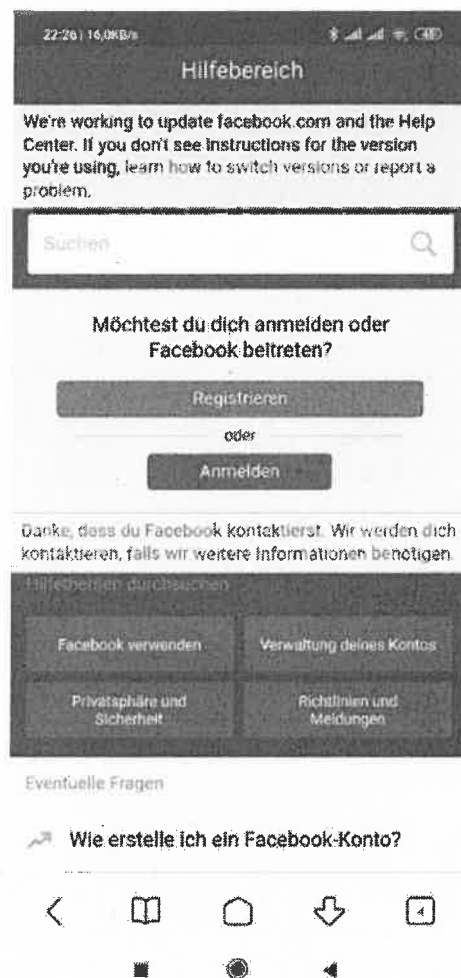 22:26 | 16,0KB/s
Hilfebereich
We're working to update facebook.com and the Help
Center. If you don't see instructions for the version
you're using, learn how to switch versions or report a
problem.
Suchen
Möchtest du dich anmelden oder
Facebook beitreten?
Registrieren
oder
Anmelden
Danke, dass du Facebook kontaktierst. Wir werden dich
kontaktieren, falls wir weitere Informationen benötigen.
Hilfethemen durchsuchen
Facebook verwenden
Verwaltung deines Kontos
Privatsphäre und
Sicherheit
Richtlinien und
Meldungen
Eventuelle Fragen
Wie erstelle ich ein Facebook-Konto?
4